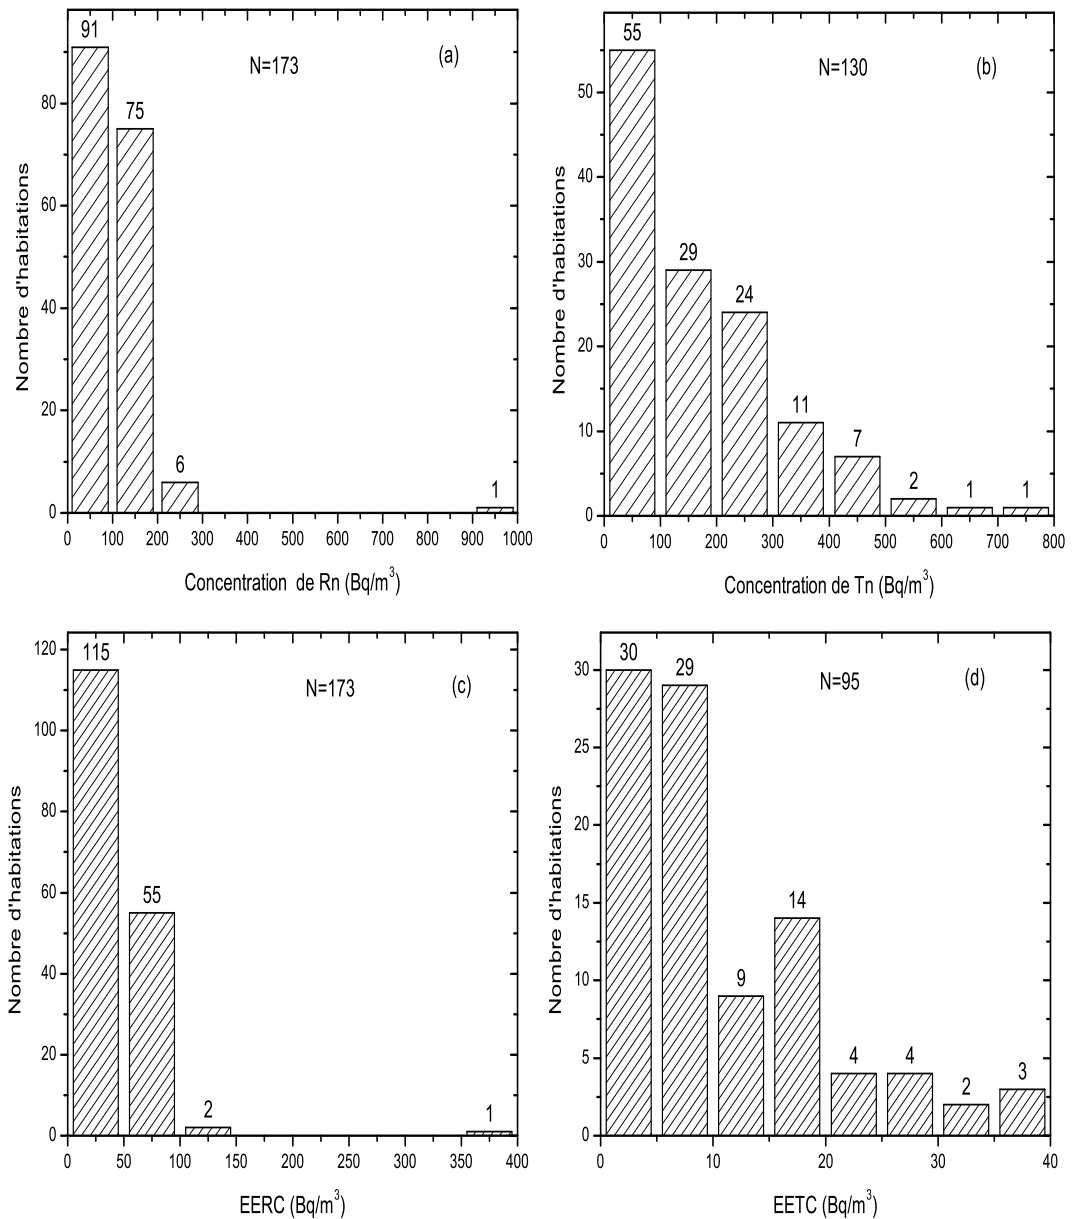 91
(a)
N=173
75
6
1
80
60
40
20
0
0 100 200 300 400 500 600 700 800 900 1000
Nombre d'habitations
Concentration de Rn (Bq/m³)
55
(b)
N=130
29
24
11
7
2
1
1
50
40
30
20
10
0
0 100 200 300 400 500 600 700 800
Nombre d'habitations
Concentration de Tn (Bq/m³)
115
(c)
N=173
55
2
1
120
100
80
60
40
20
0
0 50 100 150 200 250 300 350 400
Nombre d'habitations
EERC (Bq/m³)
30
29
(d)
N=95
9
14
4
4
2
3
30
25
20
15
10
5
0
0 10 20 30 40
Nombre d'habitations
EETC (Bq/m³)